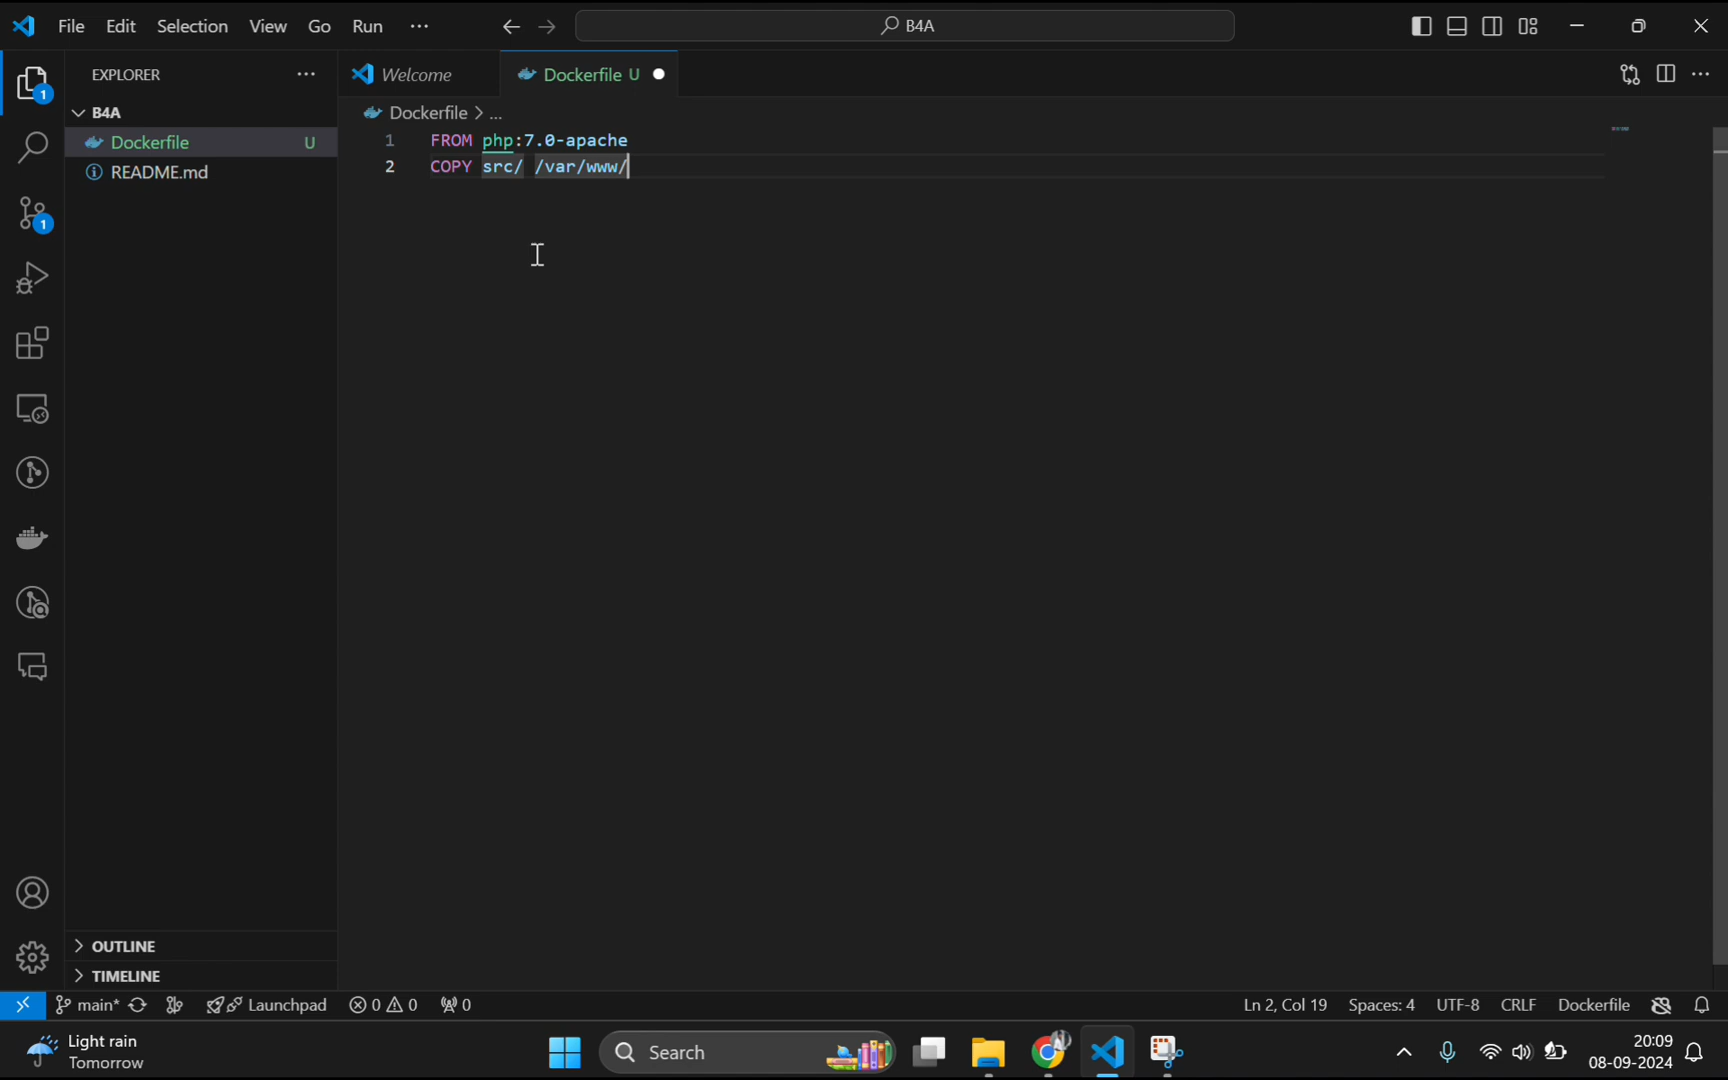 File Edit Selection View Go Run ···
B4A
EXPLORER ···
Welcome
Dockerfile U
B4A
Dockerfile > ...
Dockerfile U
README.md
1 FROM php:7.0-apache
2 COPY src/ /var/www/
1
1
OUTLINE
TIMELINE
main* Launchpad 0 0 0
Ln 2, Col 19 Spaces: 4 UTF-8 CRLF Dockerfile
Light rain
Tomorrow
Search
20:09
08-09-2024